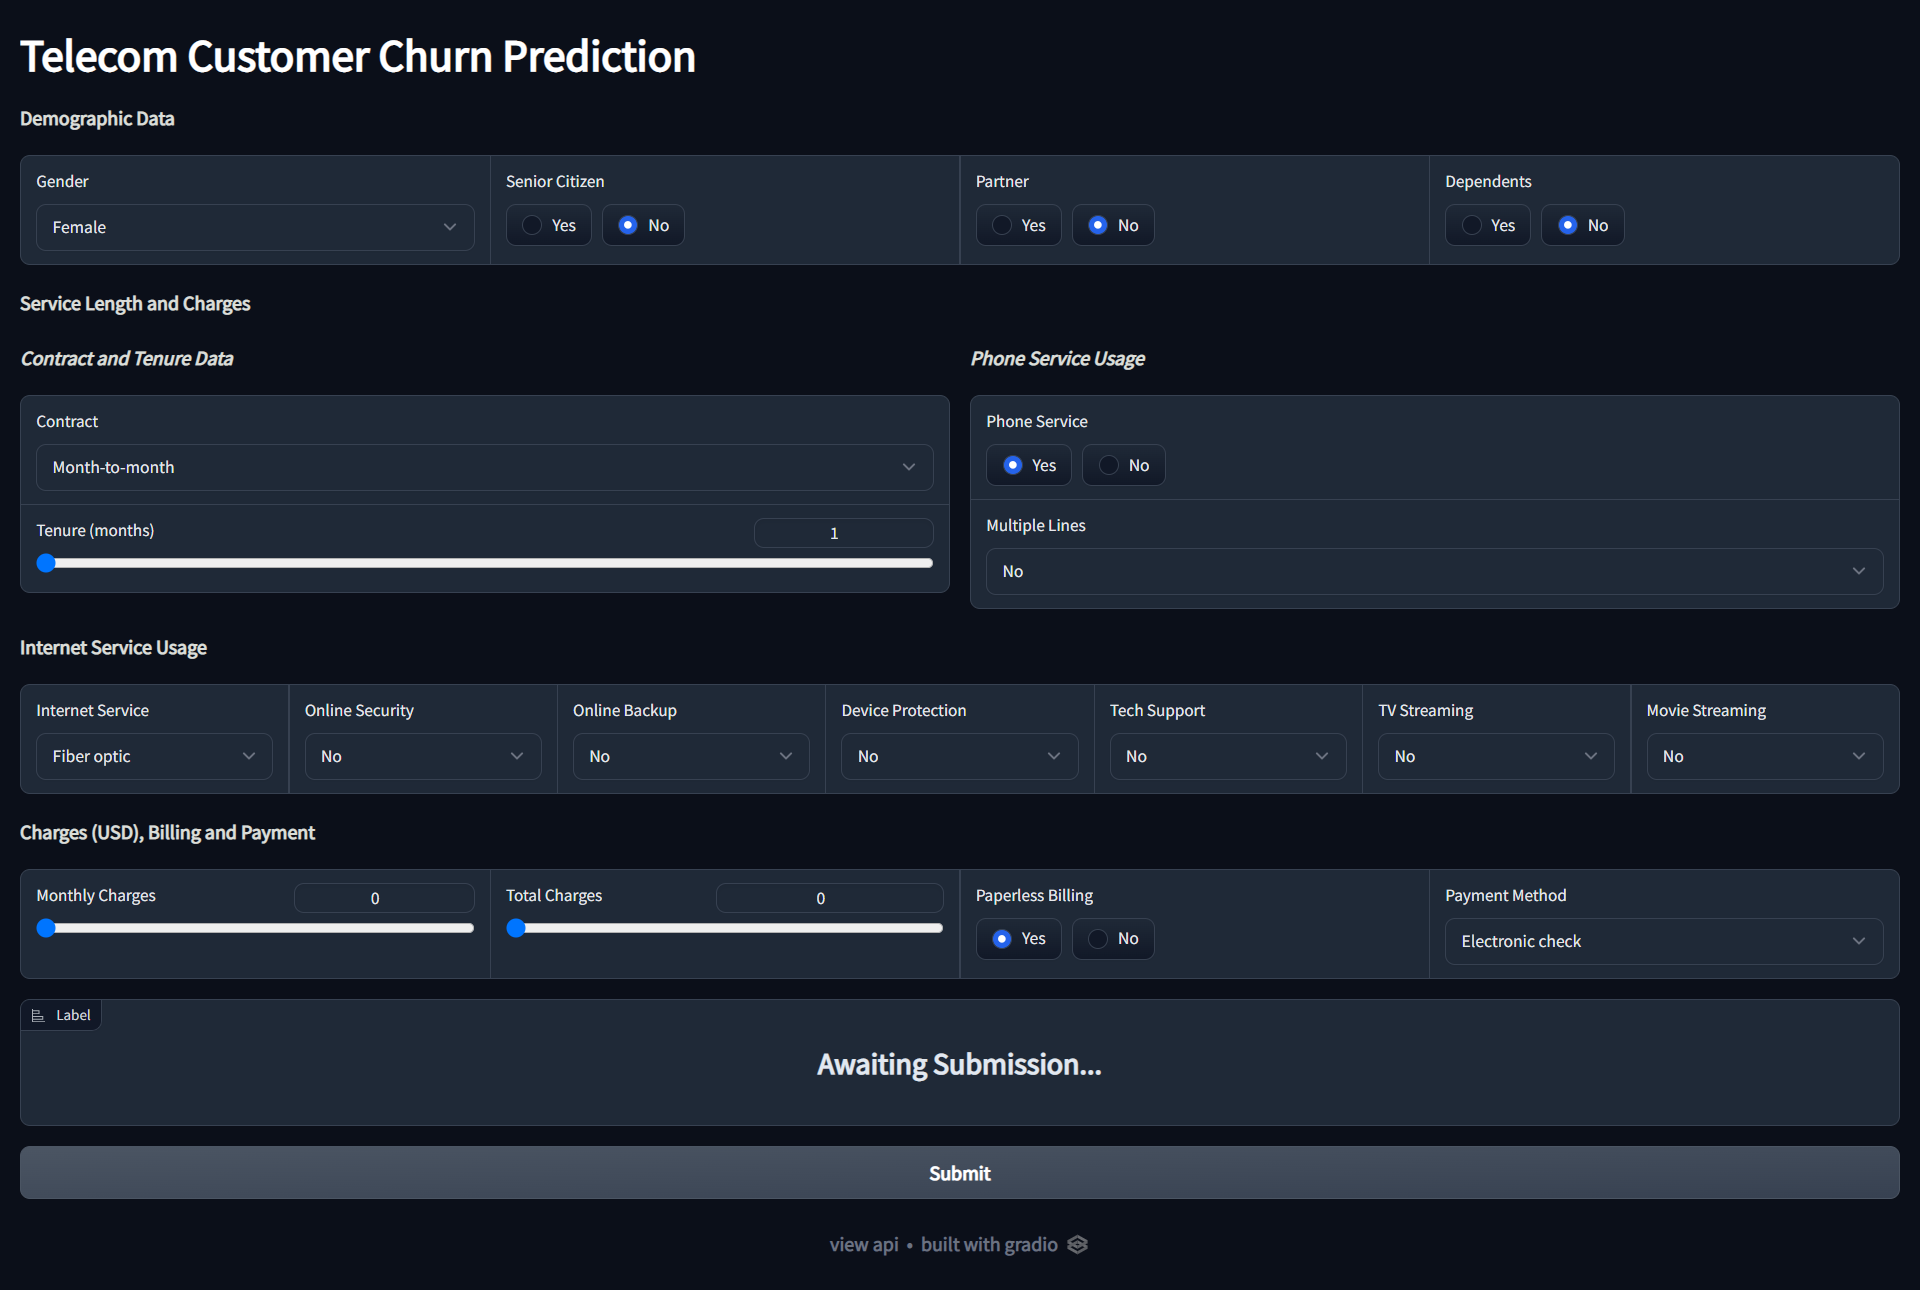 Telecom Customer Churn Prediction
Demographic Data
Gender
Female
Senior Citizen
Yes No
Partner
Yes No
Dependents
Yes No
Service Length and Charges
Contract and Tenure Data
Contract
Month-to-month
Tenure (months) 1
Phone Service Usage
Phone Service
Yes No
Multiple Lines
No
Internet Service Usage
Internet Service
Fiber optic
Online Security
No
Online Backup
No
Device Protection
No
Tech Support
No
TV Streaming
No
Movie Streaming
No
Charges (USD), Billing and Payment
Monthly Charges 0
Total Charges 0
Paperless Billing
Yes No
Payment Method
Electronic check
Label
Awaiting Submission...
Submit
view api • built with gradio